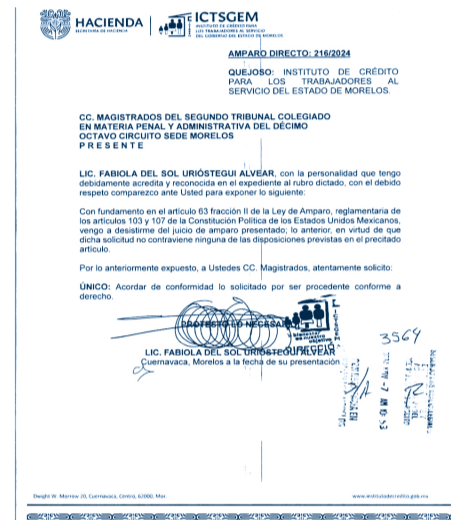 HACIENDA
SECRETARÍA DE HACIENDA
ICTSGEM
INSTITUTO DE CRÉDITO PARA
LOS TRABAJADORES AL SERVICIO
DEL GOBIERNO DEL ESTADO DE MORELOS
AMPARO DIRECTO: 216/2024
QUEJOSO: INSTITUTO DE CRÉDITO
PARA LOS TRABAJADORES AL
SERVICIO DEL ESTADO DE MORELOS.
CC. MAGISTRADOS DEL SEGUNDO TRIBUNAL COLEGIADO
EN MATERIA PENAL Y ADMINISTRATIVA DEL DÉCIMO
OCTAVO CIRCUITO SEDE MORELOS
P R E S E N T E
LIC. FABIOLA DEL SOL URIÓSTEGUI ALVEAR, con la personalidad que tengo
debidamente acredita y reconocida en el expediente al rubro dictado, con el debido
respeto comparezco ante Usted para exponer lo siguiente:
Con fundamento en el artículo 63 fracción II de la Ley de Amparo, reglamentaria de
los artículos 103 y 107 de la Constitución Política de los Estados Unidos Mexicanos,
vengo a desistirme del juicio de amparo presentado; lo anterior, en virtud de que
dicha solicitud no contraviene ninguna de las disposiciones previstas en el precitado
artículo.
Por lo anteriormente expuesto, a Ustedes CC. Magistrados, atentamente solicito:
ÚNICO: Acordar de conformidad lo solicitado por ser procedente conforme a
derecho.
PROTESTO LO NECESARIO
DIRECCIÓ
LIC. FABIOLA DEL SOL URIÓSTEGUI ALVEAR
Cuernavaca, Morelos a la fecha de su presentación
3564
Dwight W. Morrow 20, Cuernavaca, Centro, 62000, Mor.
www.institutodecredito.gob.mx